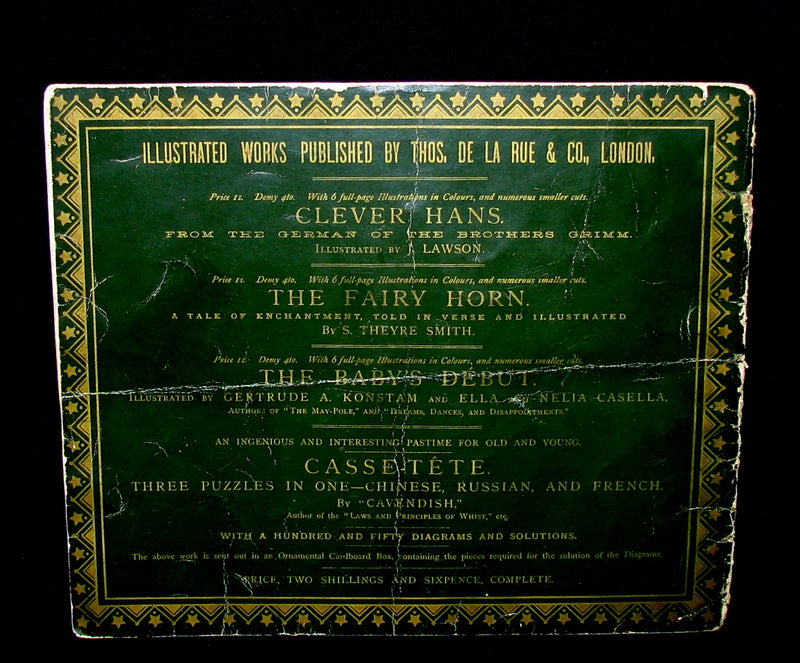 ILLUSTRATED WORKS PUBLISHED BY THOS. DE LA RUE & CO., LONDON.
Price 1s. Demy 4to. With 6 full-page Illustrations in Colours, and numerous smaller cuts.
CLEVER HANS.
FROM THE GERMAN OF THE BROTHERS GRIMM.
ILLUSTRATED BY J. LAWSON.
Price 1s. Demy 4to. With 6 full-page Illustrations in Colours, and numerous smaller cuts.
THE FAIRY HORN.
A TALE OF ENCHANTMENT, TOLD IN VERSE AND ILLUSTRATED
BY S. THEYRE SMITH.
Price 1s. Demy 4to. With 6 full-page Illustrations in Colours, and numerous smaller cuts.
THE BABY'S DÉBUT.
ILLUSTRATED BY GERTRUDE A. KONSTAM AND ELLA AND NELIA CASELLA,
AUTHORS OF "THE MAY-POLE," AND "DREAMS, DANCES, AND DISAPPOINTMENTS."
AN INGENIOUS AND INTERESTING PASTIME FOR OLD AND YOUNG.
CASSE-TÊTE.
THREE PUZZLES IN ONE—CHINESE, RUSSIAN, AND FRENCH.
BY "CAVENDISH,"
Author of the "LAWS AND PRINCIPLES OF WHIST," etc.
WITH A HUNDRED AND FIFTY DIAGRAMS AND SOLUTIONS.
The above work is sent out in an Ornamental Cardboard Box, containing the pieces required for the solution of the Diagrams.
PRICE, TWO SHILLINGS AND SIXPENCE, COMPLETE.